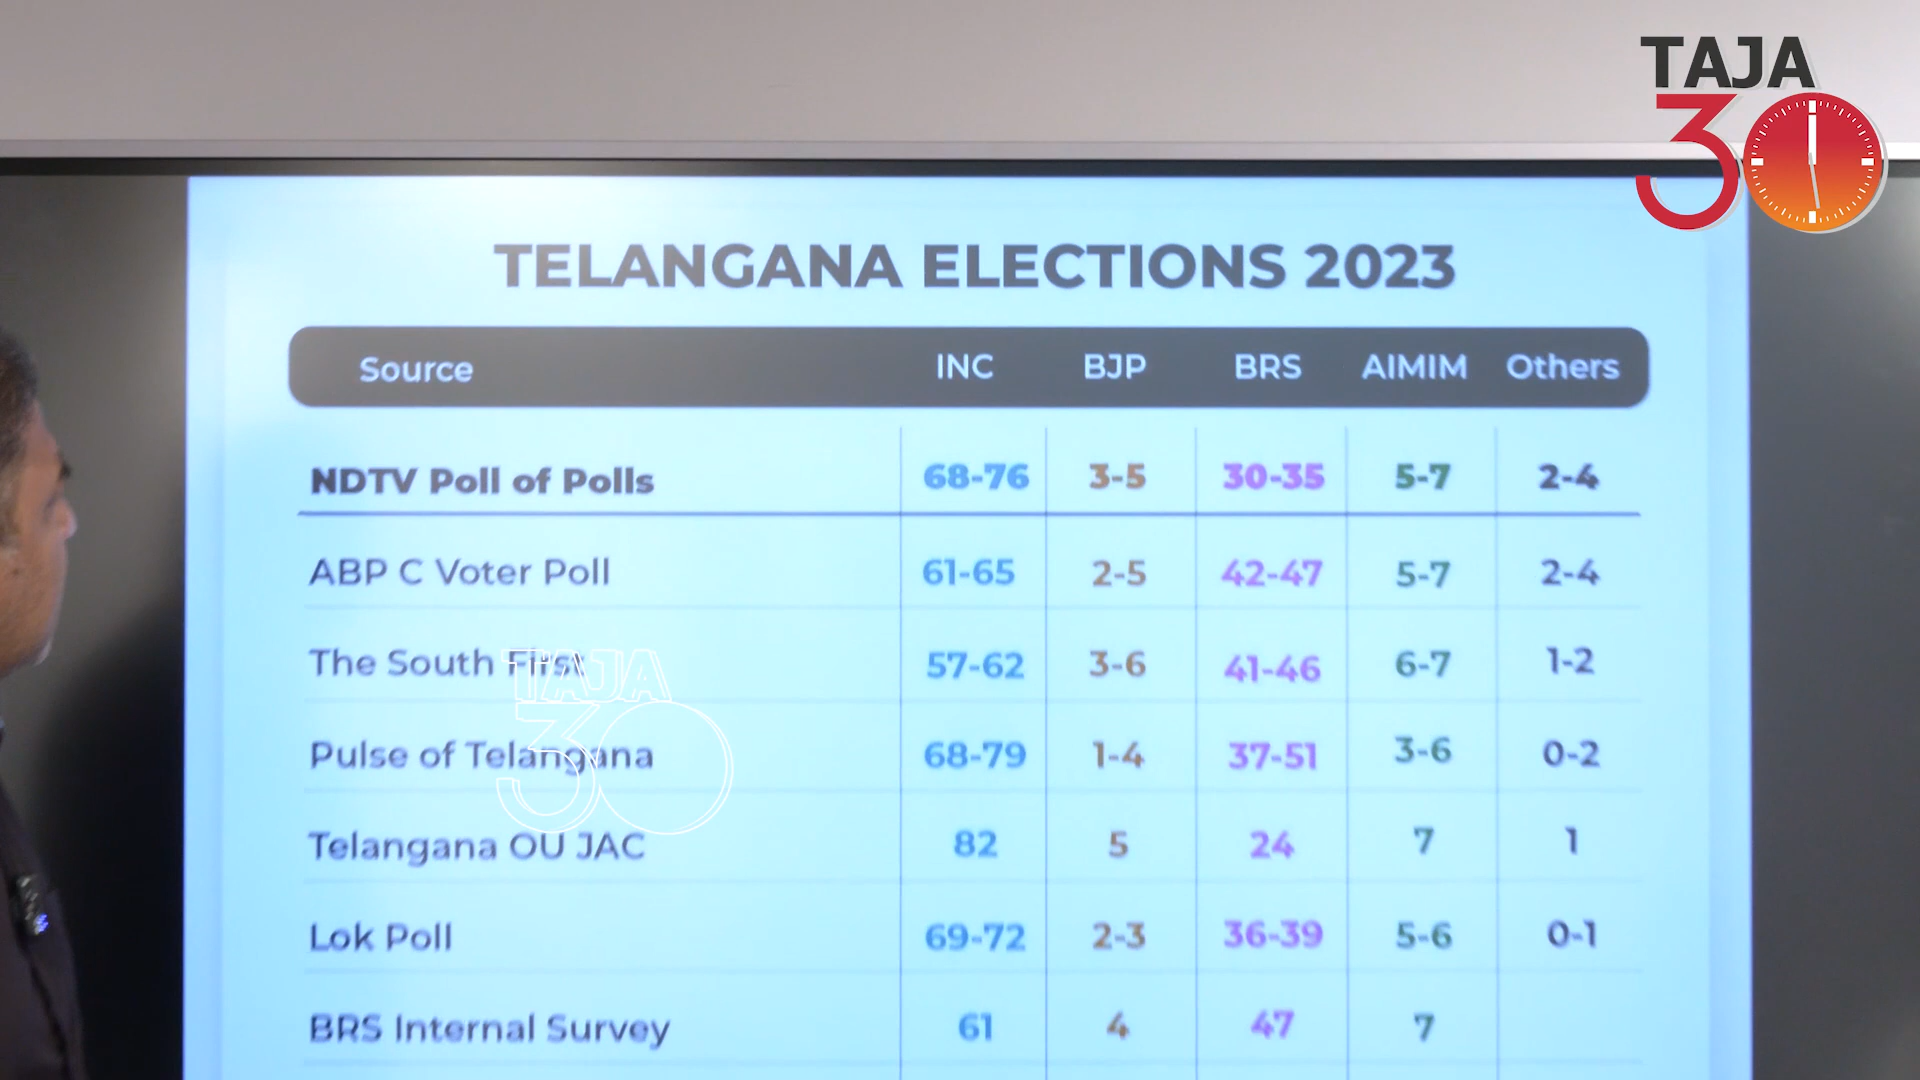 TAJA
30
TELANGANA ELECTIONS 2023
Source INC BJP BRS AIMIM Others
NDTV Poll of Polls 68-76 3-5 30-35 5-7 2-4
ABP C Voter Poll 61-65 2-5 42-47 5-7 2-4
The South First 57-62 3-6 41-46 6-7 1-2
TAJA
30
Pulse of Telangana 68-79 1-4 37-51 3-6 0-2
Telangana OU JAC 82 5 24 7 1
Lok Poll 69-72 2-3 36-39 5-6 0-1
BRS Internal Survey 61 4 47 7